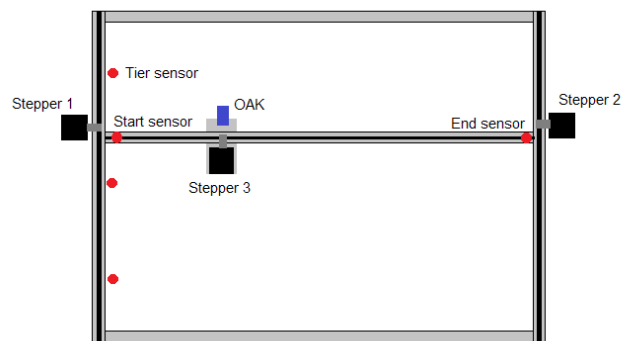 Tier sensor
OAK
Stepper 1
Stepper 2
Start sensor
End sensor
Stepper 3